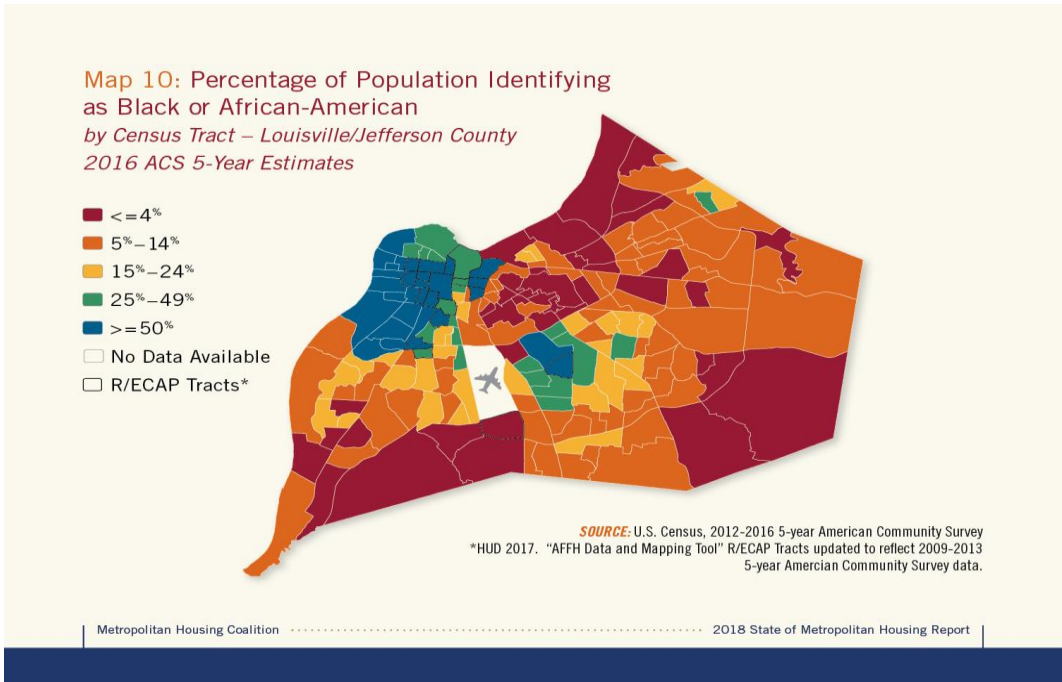 Map 10: Percentage of Population Identifying
as Black or African-American
by Census Tract – Louisville/Jefferson County
2016 ACS 5-Year Estimates
<=4%
5%–14%
15%–24%
25%–49%
>=50%
No Data Available
R/ECAP Tracts*
SOURCE: U.S. Census, 2012-2016 5-year American Community Survey
*HUD 2017. “AFFH Data and Mapping Tool” R/ECAP Tracts updated to reflect 2009-2013
5-year Amercian Community Survey data.
Metropolitan Housing Coalition
2018 State of Metropolitan Housing Report